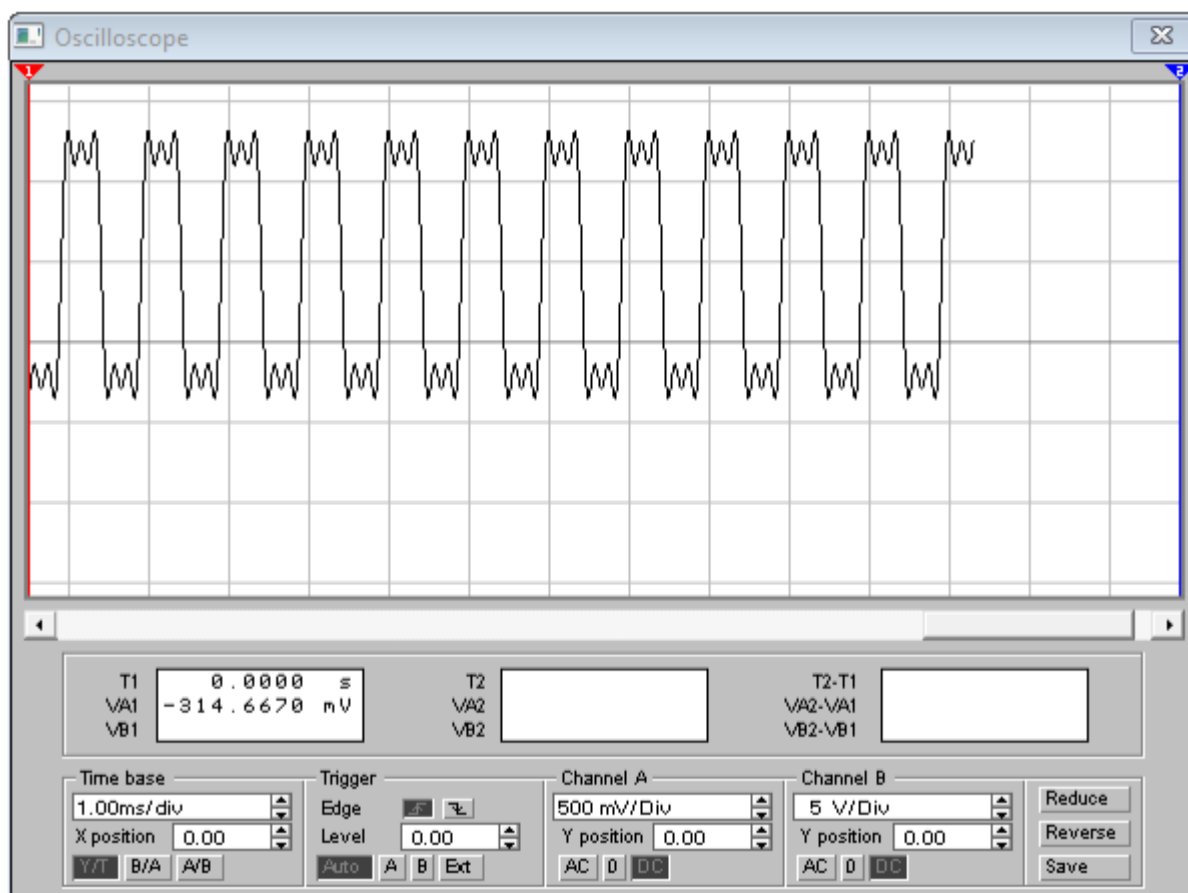 Oscilloscope
1 2
T1 0.0000 s
VA1 -314.6670 mV
VB1
T2
VA2
VB2
T2-T1
VA2-VA1
VB2-VB1
Time base
1.00ms/div
X position 0.00
Y/T B/A A/B
Trigger
Edge
Level 0.00
Auto A B Ext
Channel A
500 mV/Div
Y position 0.00
AC 0 DC
Channel B
5 V/Div
Y position 0.00
AC 0 DC
Reduce
Reverse
Save